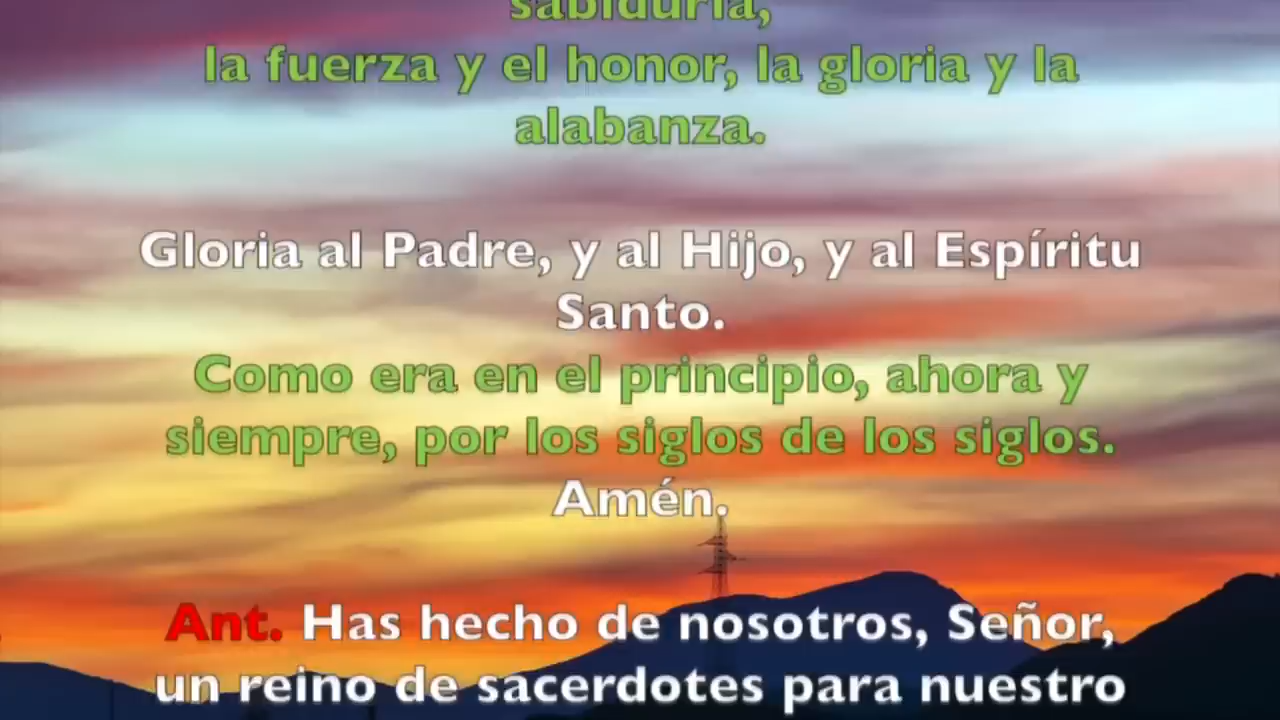 sabiduría,
la fuerza y el honor, la gloria y la
alabanza.
Gloria al Padre, y al Hijo, y al Espíritu
Santo.
Como era en el principio, ahora y
siempre, por los siglos de los siglos.
Amén.
Ant. Has hecho de nosotros, Señor,
un reino de sacerdotes para nuestro